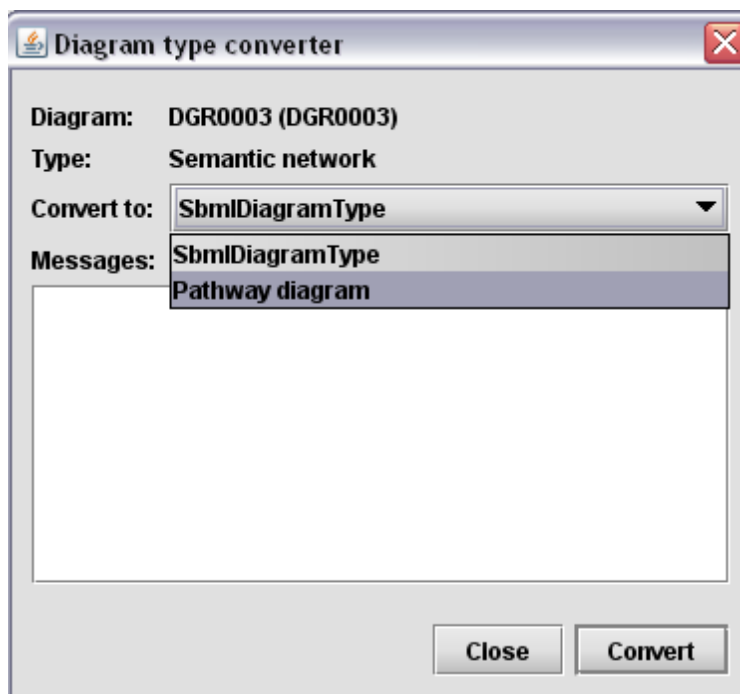 Diagram type converter
Diagram: DGR0003 (DGR0003)
Type: Semantic network
Convert to: SbmlDiagramType
SbmlDiagramType
Messages:
Pathway diagram
Close Convert